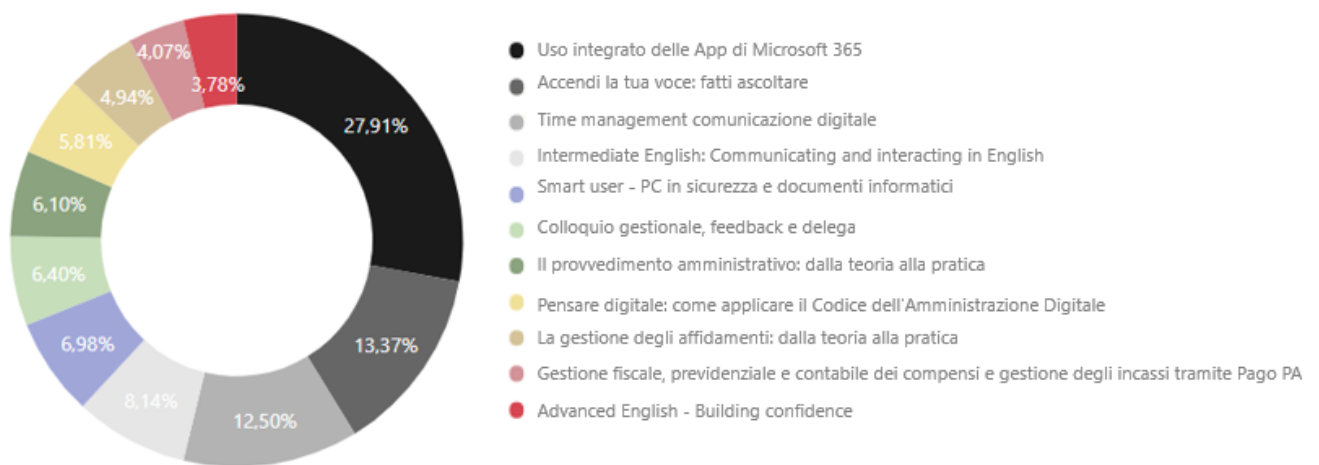 4,07%
3,78%
4,94%
27,91%
5,81%
6,10%
6,40%
6,98%
13,37%
8,14%
12,50%
Uso integrato delle App di Microsoft 365
Accendi la tua voce: fatti ascoltare
Time management comunicazione digitale
Intermediate English: Communicating and interacting in English
Smart user - PC in sicurezza e documenti informatici
Colloquio gestionale, feedback e delega
Il provvedimento amministrativo: dalla teoria alla pratica
Pensare digitale: come applicare il Codice dell'Amministrazione Digitale
La gestione degli affidamenti: dalla teoria alla pratica
Gestione fiscale, previdenziale e contabile dei compensi e gestione degli incassi tramite Pago PA
Advanced English - Building confidence